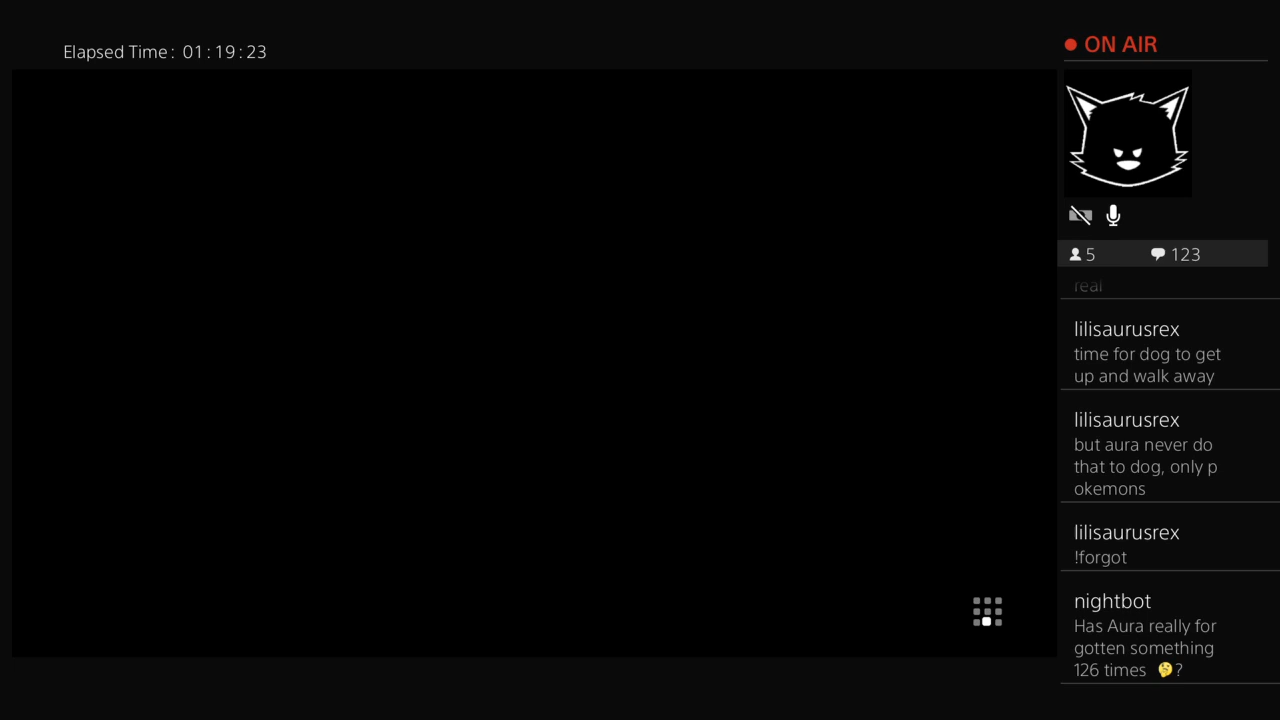 Elapsed Time: 01:19:23
ON AIR
5 123
real
lilisaurusrex
time for dog to get
up and walk away
lilisaurusrex
but aura never do
that to dog, only p
okemons
lilisaurusrex
!forgot
nightbot
Has Aura really for
gotten something
126 times 🤔?